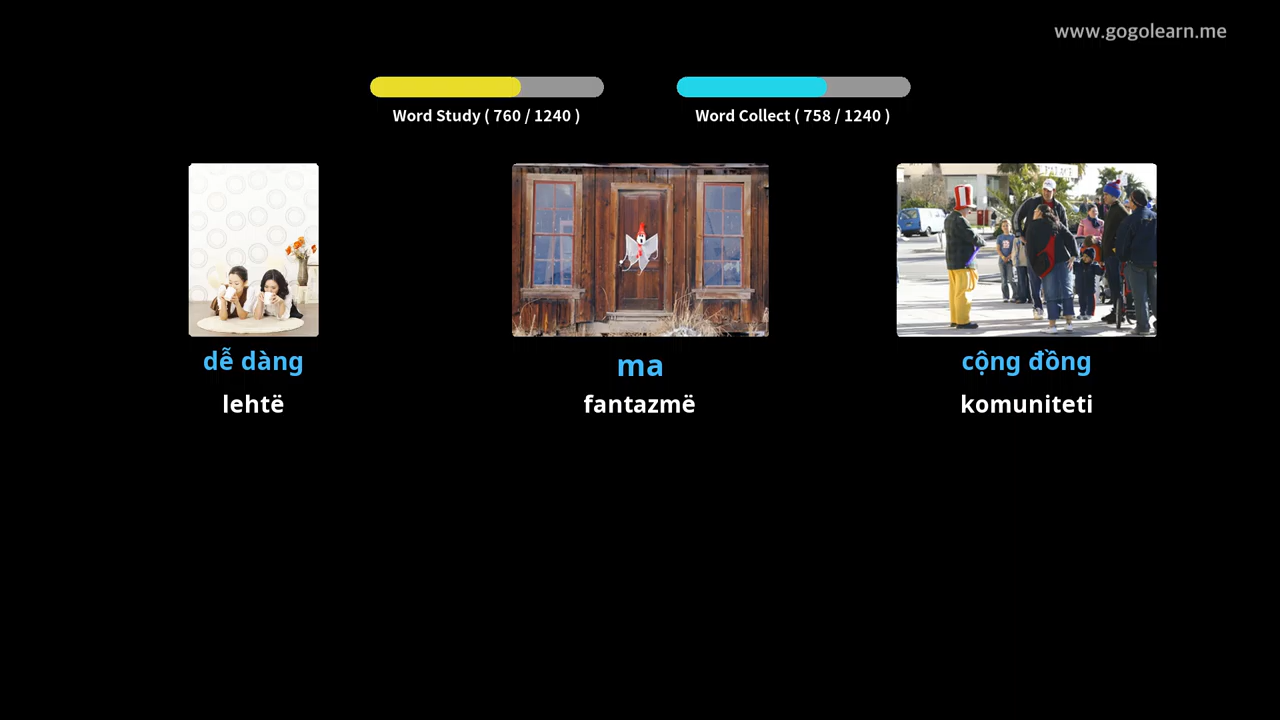 www.gogolearn.me
Word Study ( 760 / 1240 )
Word Collect ( 758 / 1240 )
dễ dàng
ma
cộng đồng
lehtë
fantazmë
komuniteti